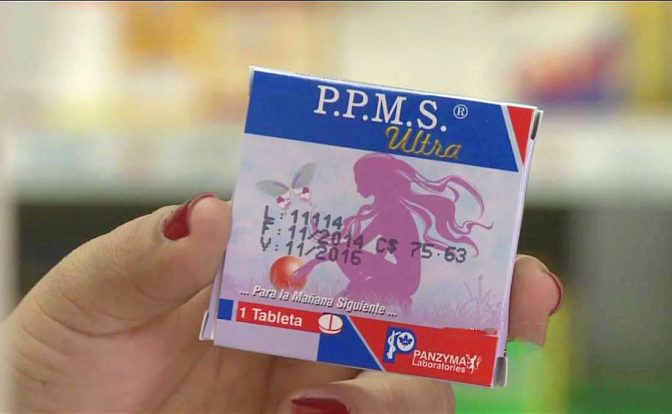 P.P.M.S.®
Ultra
L: 11114
F: 11/2014 C$ 75.63
V: 11/2016
... Para la Mañana Siguiente ...
1 Tableta
PANZYMA
Laboratories